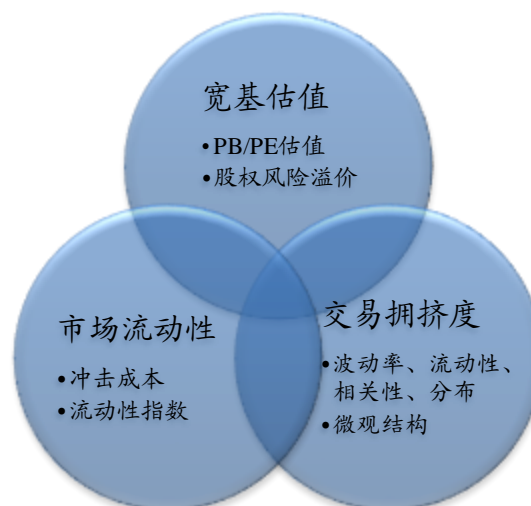 宽基估值
•PB/PE估值
•股权风险溢价
市场流动性
•冲击成本
•流动性指数
交易拥挤度
•波动率、流动性、
相关性、分布
•微观结构